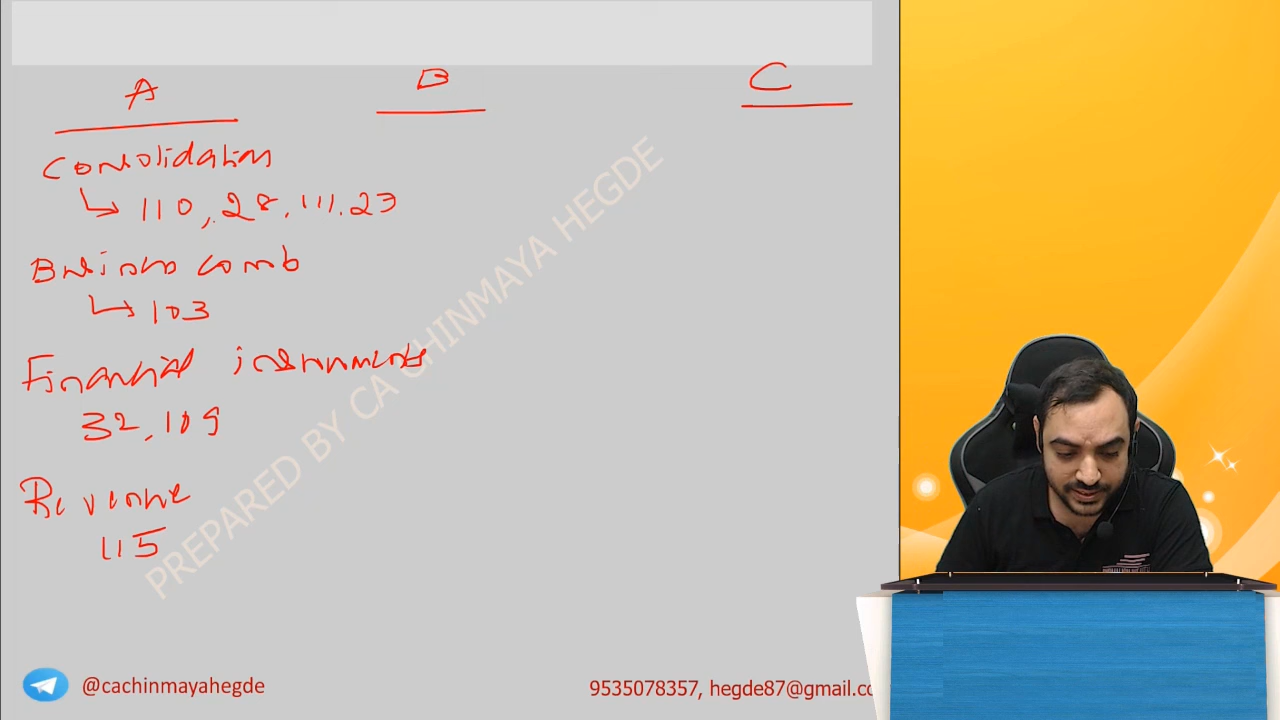 A B C
Consolidation
110, 28, 111, 23
Business comb
103
Financial instruments
32, 109
Revenue
115
PREPARED BY CA CHINMAYA HEGDE
@cachinmayahegde
9535078357, hegde87@gmail.co